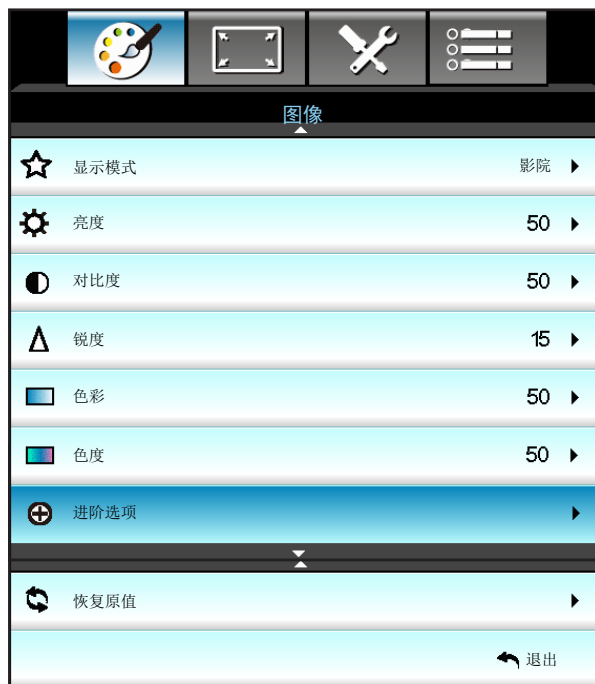 图像
显示模式 影院
亮度 50
对比度 50
锐度 15
色彩 50
色度 50
进阶选项
恢复原值
退出